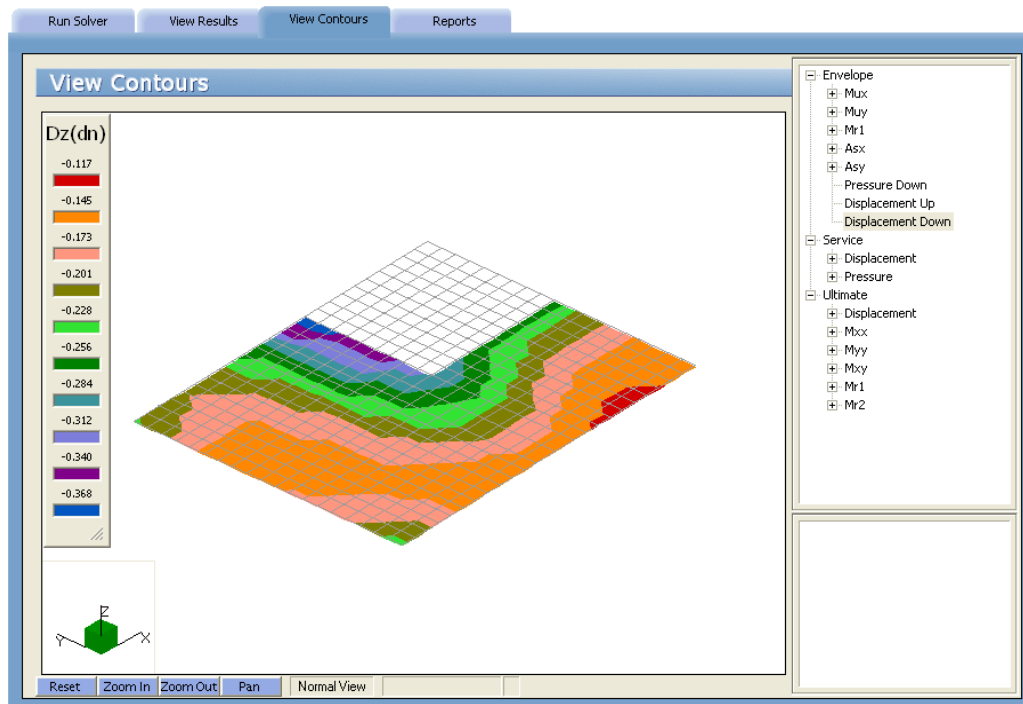 Run Solver
View Results
View Contours
Reports
View Contours
Dz(dn)
-0.117
-0.145
-0.173
-0.201
-0.228
-0.256
-0.284
-0.312
-0.340
-0.368
Z
Y
X
Reset
Zoom In
Zoom Out
Pan
Normal View
Envelope
Mux
Muy
Mr1
Asx
Asy
Pressure Down
Displacement Up
Displacement Down
Service
Displacement
Pressure
Ultimate
Displacement
Mxx
Myy
Mxy
Mr1
Mr2